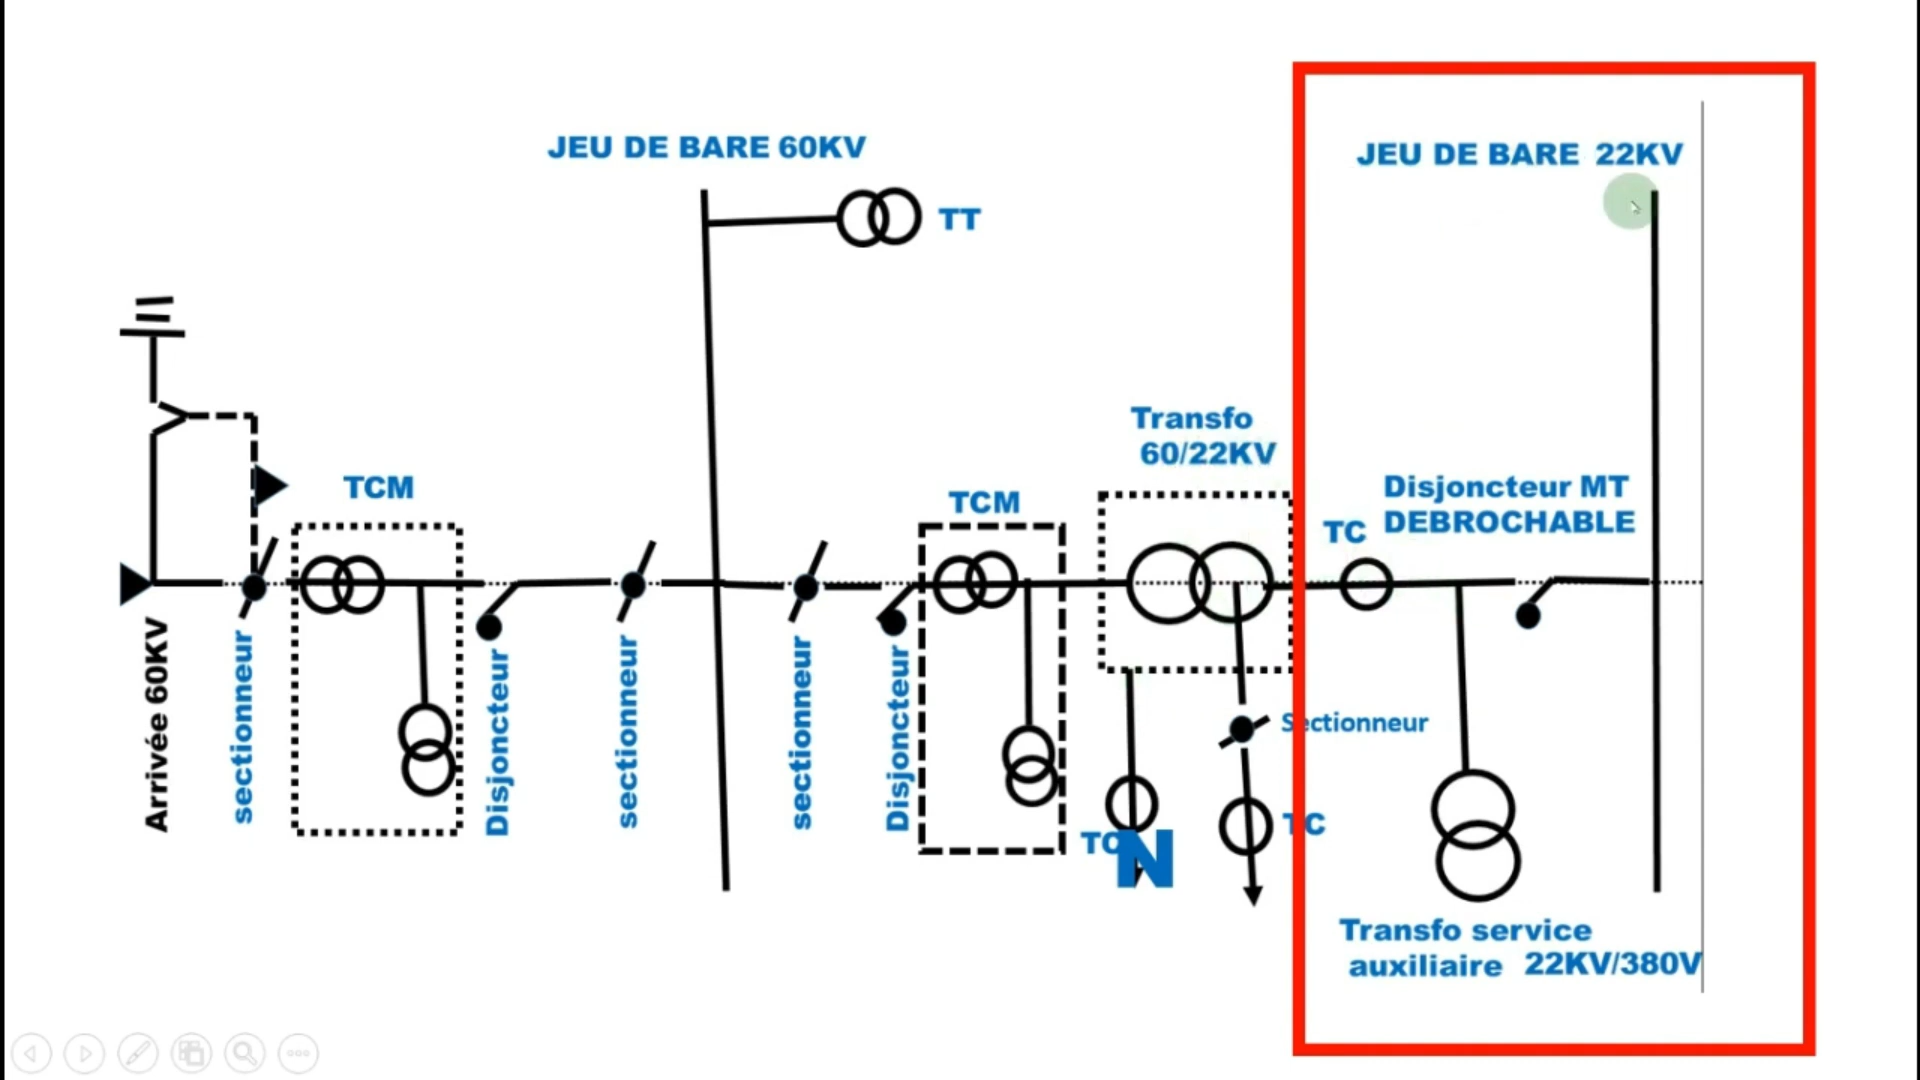 JEU DE BARE 60KV
JEU DE BARE 22KV
TT
Transfo
60/22KV
TCM
TCM
TC
Disjoncteur MT
DEBROCHABLE
Arrivée 60KV
sectionneur
Disjoncteur
sectionneur
sectionneur
Disjoncteur
Sectionneur
TC
N
TC
Transfo service
auxiliaire 22KV/380V